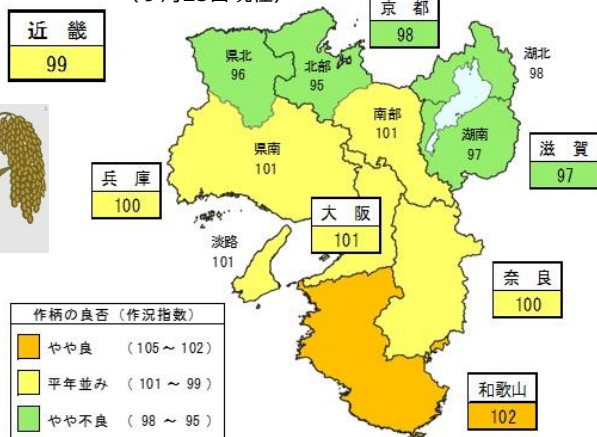 近 畿
99
京 都
98
県北
96
北部
95
湖北
98
南部
101
県南
101
湖南
97
滋 賀
97
兵 庫
100
大 阪
101
淡路
101
奈 良
100
作柄の良否 (作況指数)
やや良 (105～102)
平年並み (101～99)
やや不良 (98～95)
和歌山
102